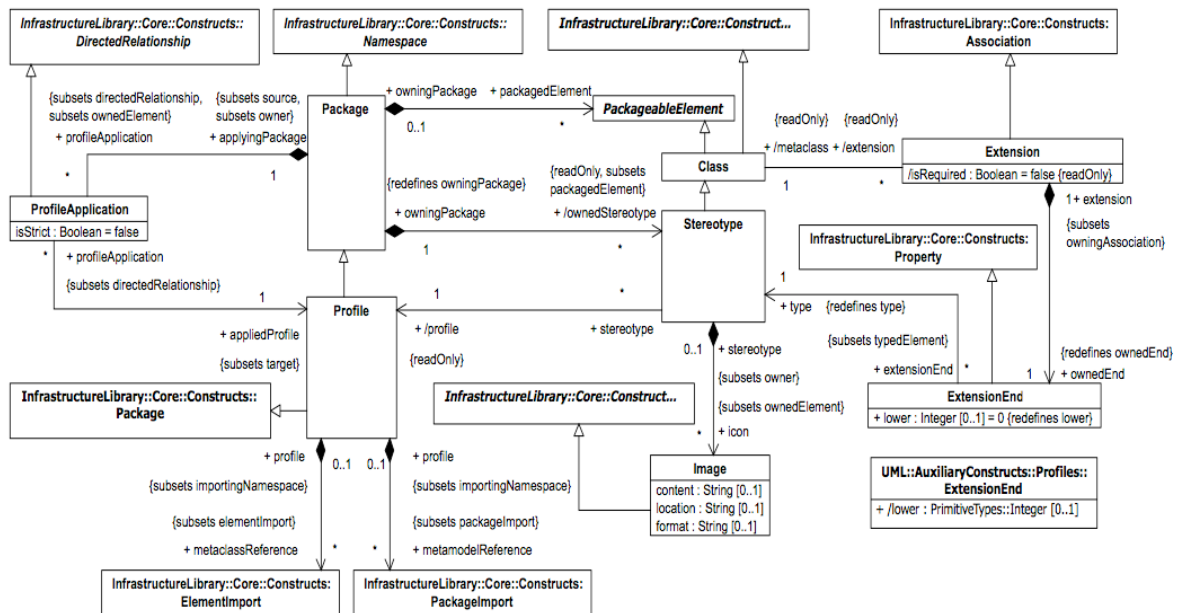 InfrastructureLibrary::Core::Constructs::
DirectedRelationship
InfrastructureLibrary::Core::Constructs::
Namespace
InfrastructureLibrary::Core::Construct...
InfrastructureLibrary::Core::Constructs:
Association
{subsets directedRelationship,
subsets ownedElement}
+ profileApplication
*
{subsets source,
subsets owner}
+ applyingPackage
1
Package
+ owningPackage
0..1
+ packagedElement
*
PackageableElement
Class
{readOnly}
+ /metaclass
1
{readOnly}
+ /extension
*
Extension
/isRequired : Boolean = false {readOnly}
ProfileApplication
isStrict : Boolean = false
{redefines owningPackage}
+ owningPackage
1
{readOnly, subsets
packagedElement}
+ /ownedStereotype
*
Stereotype
1+ extension
{subsets
owningAssociation}
InfrastructureLibrary::Core::Constructs:
Property
*
+ profileApplication
{subsets directedRelationship}
1
+ appliedProfile
{subsets target}
Profile
1
+ /profile
{readOnly}
*
+ stereotype
1
+ type
{redefines type}
{subsets typedElement}
+ extensionEnd
*
{redefines ownedEnd}
1
+ ownedEnd
ExtensionEnd
+ lower : Integer [0..1] = 0 {redefines lower}
InfrastructureLibrary::Core::Constructs::
Package
InfrastructureLibrary::Core::Construct...
0..1
+ stereotype
{subsets owner}
{subsets ownedElement}
*
+ icon
Image
content : String [0..1]
location : String [0..1]
format : String [0..1]
UML::AuxiliaryConstructs::Profiles::
ExtensionEnd
+ /lower : PrimitiveTypes::Integer [0..1]
+ profile
0..1
{subsets importingNamespace}
{subsets elementImport}
+ metaclassReference
*
0..1
+ profile
{subsets importingNamespace}
{subsets packageImport}
*
+ metamodelReference
InfrastructureLibrary::Core::Constructs:
ElementImport
InfrastructureLibrary::Core::Constructs:
PackageImport